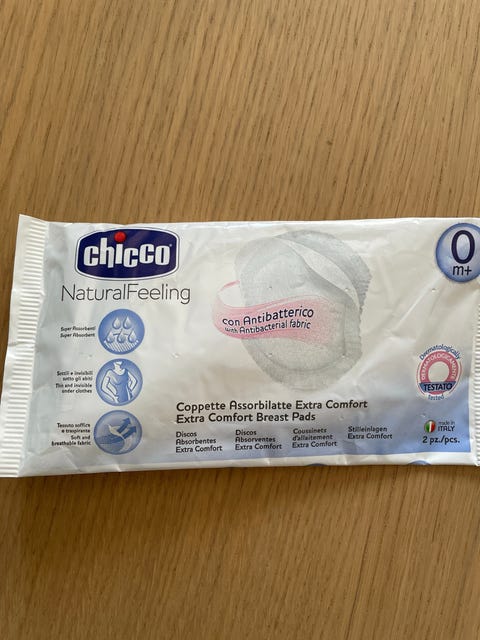 chicco
NaturalFeeling
0
m+
con Antibatterico
with Antibacterial fabric
Super Assorbenti
Super Absorbent
Sottili e invisibili
sotto gli abiti
Thin and invisible
under clothes
Tessuto soffice
e traspirante
Soft and
breathable fabric
Dermatologically
DERMATOLOGICAMENTE
TESTATO
tested
Coppette Assorbilatte Extra Comfort
Extra Comfort Breast Pads
Discos
Absorbentes
Extra Comfort
Discos
Absorventes
Extra Comfort
Coussinets
d'allaitement
Extra Comfort
Stilleinlagen
Extra Comfort
made in
ITALY
2 pz./pcs.